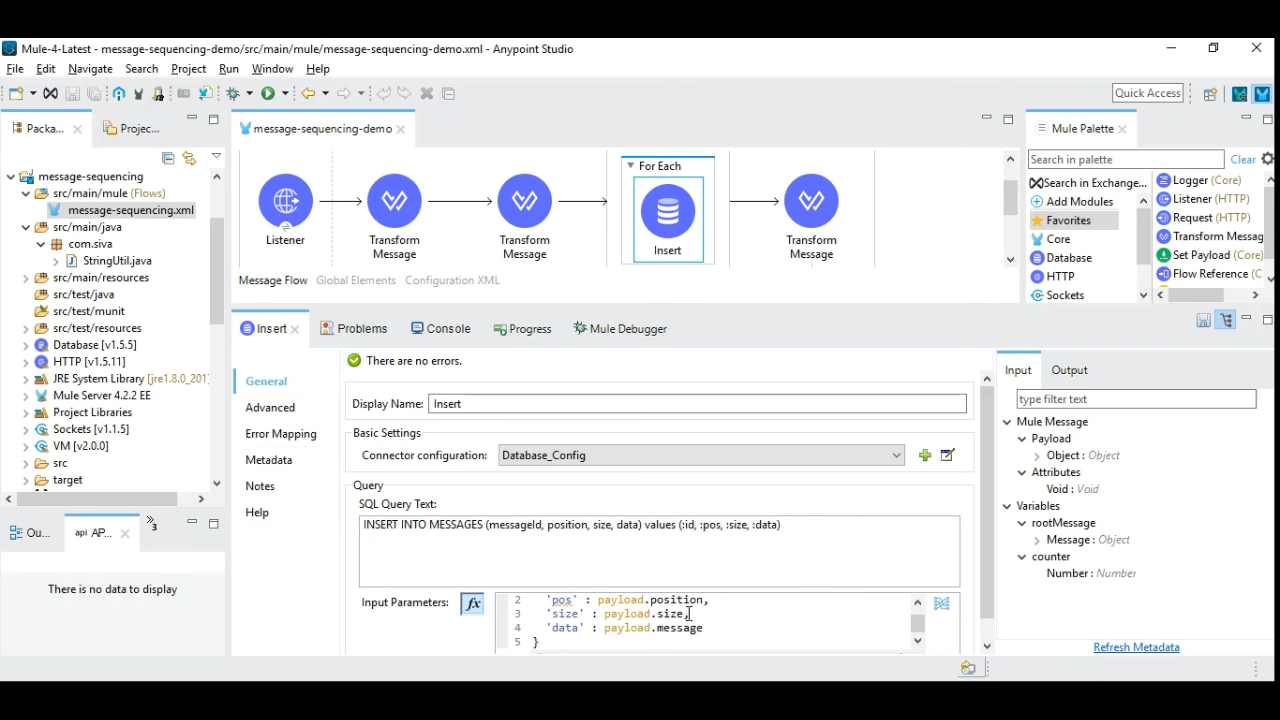 Mule-4-Latest - message-sequencing-demo/src/main/mule/message-sequencing-demo.xml - Anypoint Studio
File Edit Navigate Search Project Run Window Help
Quick Access
Packa...
Projec...
message-sequencing-demo
Mule Palette
message-sequencing
src/main/mule (Flows)
message-sequencing.xml
src/main/java
com.siva
StringUtil.java
src/main/resources
src/test/java
src/test/munit
src/test/resources
Database [v1.5.5]
HTTP [v1.5.11]
JRE System Library [jre1.8.0_201]
Mule Server 4.2.2 EE
Project Libraries
Sockets [v1.1.5]
VM [v2.0.0]
src
target
Listener
Transform Message
Transform Message
For Each
Insert
Transform Message
Message Flow Global Elements Configuration XML
Search in palette
Clear
Search in Exchange...
Add Modules
Favorites
Core
Database
HTTP
Sockets
Logger (Core)
Listener (HTTP)
Request (HTTP)
Transform Messag
Set Payload (Core)
Flow Reference (C
Insert
Problems
Console
Progress
Mule Debugger
There are no errors.
General
Advanced
Error Mapping
Metadata
Notes
Help
Display Name: Insert
Basic Settings
Connector configuration: Database_Config
Query
SQL Query Text:
INSERT INTO MESSAGES (messageId, position, size, data) values (:id, :pos, :size, :data)
Input Parameters:
fx
2 'pos' : payload.position,
3 'size' : payload.size,
4 'data' : payload.message
5 }
Input
Output
type filter text
Mule Message
Payload
Object : Object
Attributes
Void : Void
Variables
rootMessage
Message : Object
counter
Number : Number
Refresh Metadata
Ou...
api AP...
3
There is no data to display